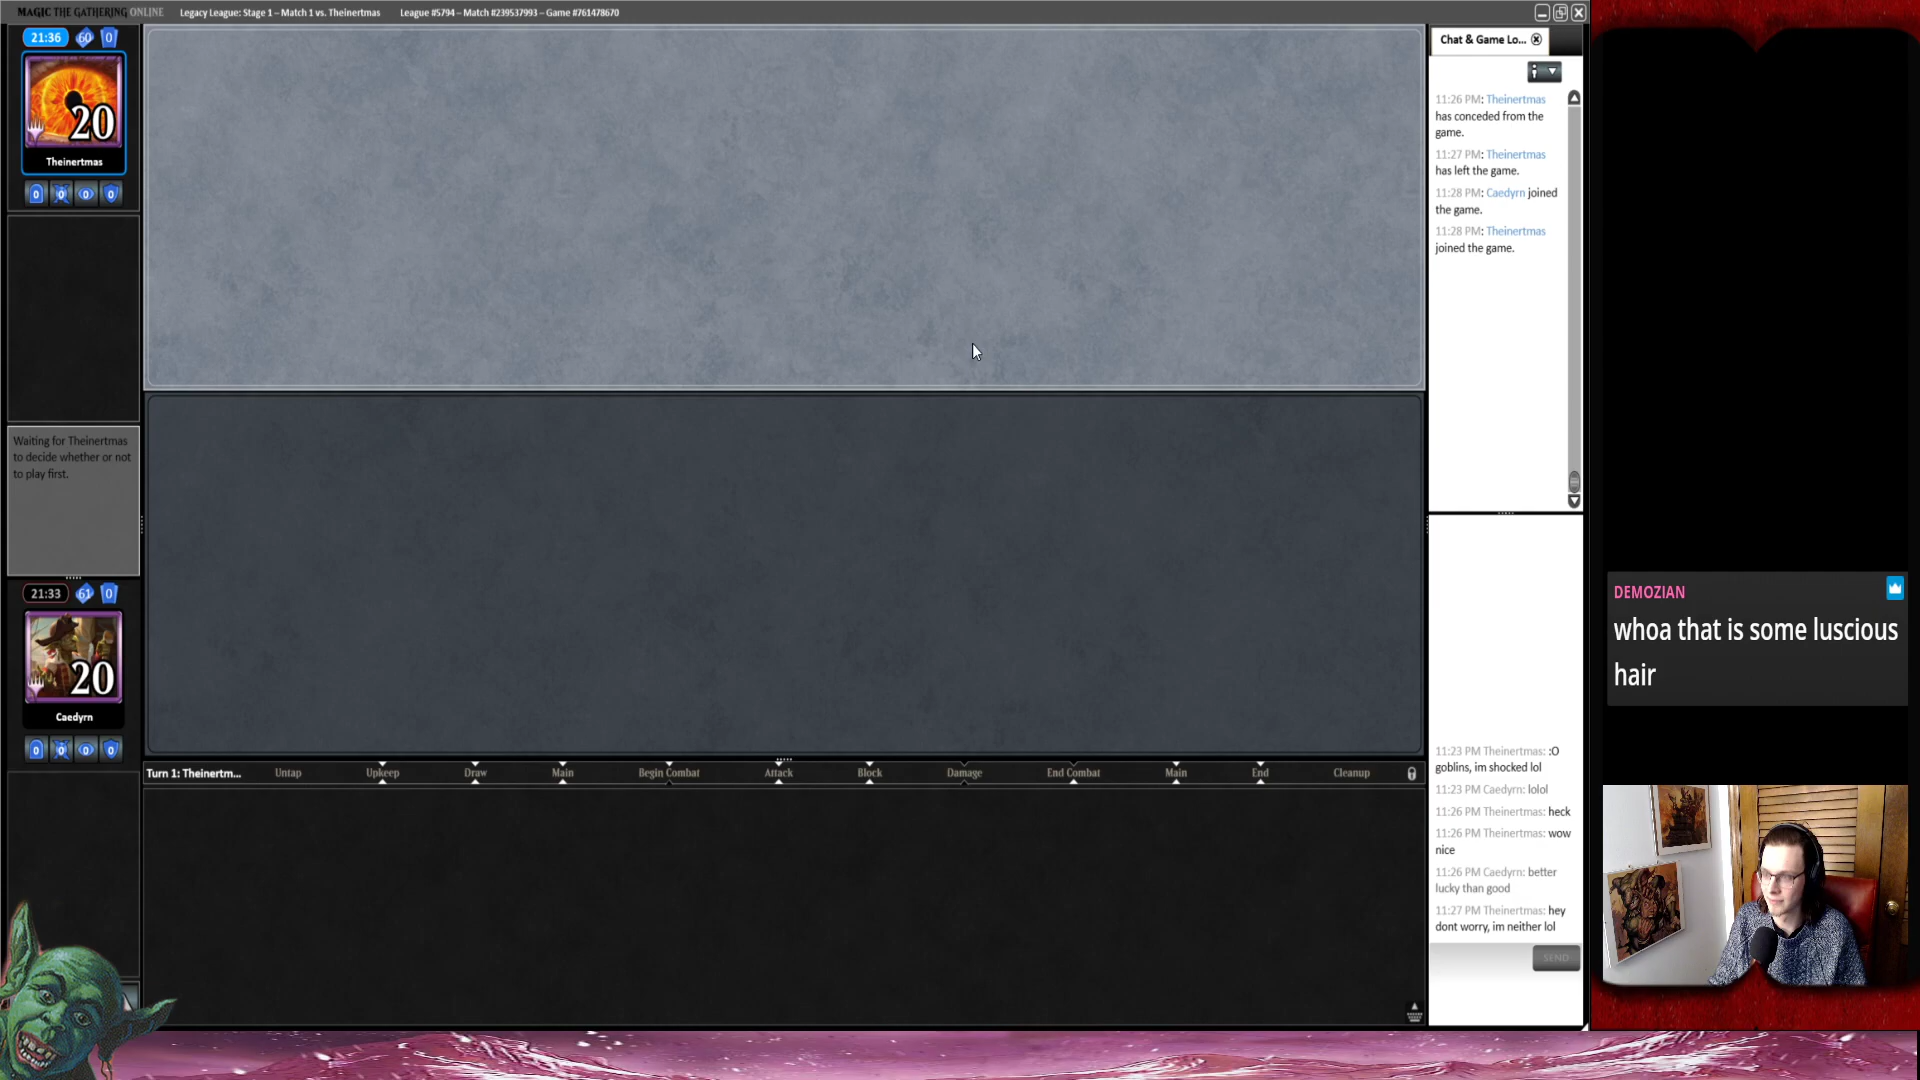 MAGIC THE GATHERING ONLINE
Legacy League: Stage 1 – Match 1 vs. Theinertmas
League #5794 – Match #239537993 – Game #761478670
21:36
60
0
20
Theinertmas
0
0
0
0
Waiting for Theinertmas
to decide whether or not
to play first.
21:33
61
0
20
Caedyrn
0
0
0
0
Turn 1: Theinertm...
Untap
Upkeep
Draw
Main
Begin Combat
Attack
Block
Damage
End Combat
Main
End
Cleanup
Chat & Game Lo...
11:26 PM: Theinertmas
has conceded from the
game.
11:27 PM: Theinertmas
has left the game.
11:28 PM: Caedyrn joined
the game.
11:28 PM: Theinertmas
joined the game.
11:23 PM Theinertmas: :O
goblins, im shocked lol
11:23 PM Caedyrn: lolol
11:26 PM Theinertmas: heck
11:26 PM Theinertmas: wow
nice
11:26 PM Caedyrn: better
lucky than good
11:27 PM Theinertmas: hey
dont worry, im neither lol
SEND
DEMOZIAN
whoa that is some luscious
hair